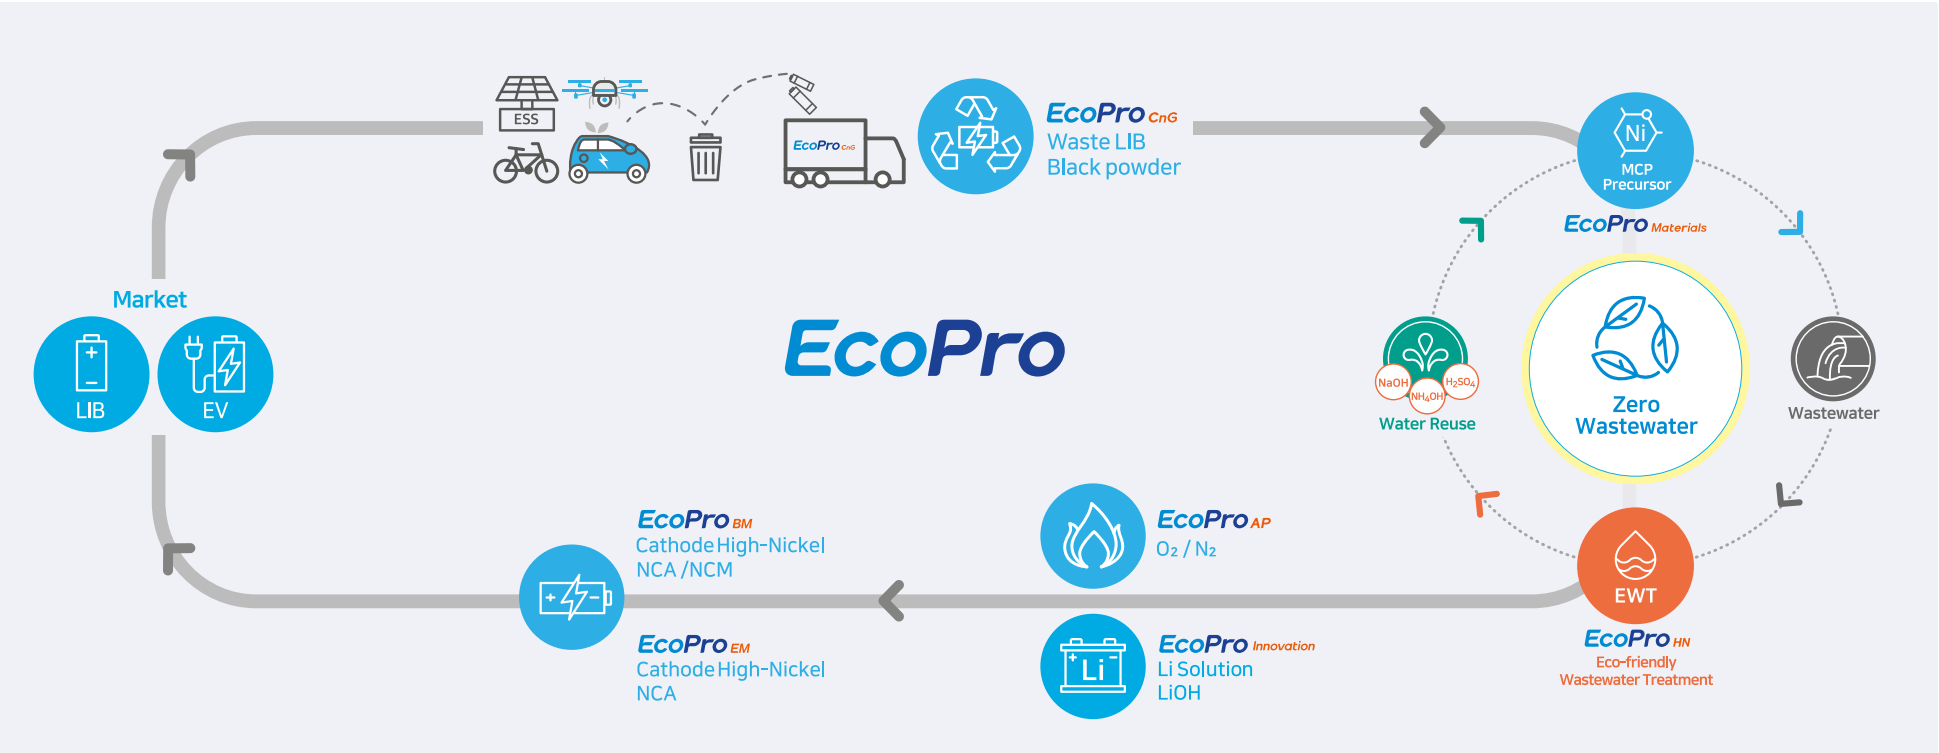 ESS
EcoPro CnG
EcoPro CnG
Waste LIB
Black powder
Ni
MCP
Precursor
EcoPro Materials
Market
+
−
LIB
EV
EcoPro
NaOH
NH₄OH
H₂SO₄
Water Reuse
Zero
Wastewater
Wastewater
EcoPro BM
Cathode High-Nickel
NCA /NCM
+ −
EcoPro EM
Cathode High-Nickel
NCA
EcoPro AP
O₂ / N₂
+ −
Li
EcoPro Innovation
Li Solution
LiOH
EWT
EcoPro HN
Eco-friendly
Wastewater Treatment